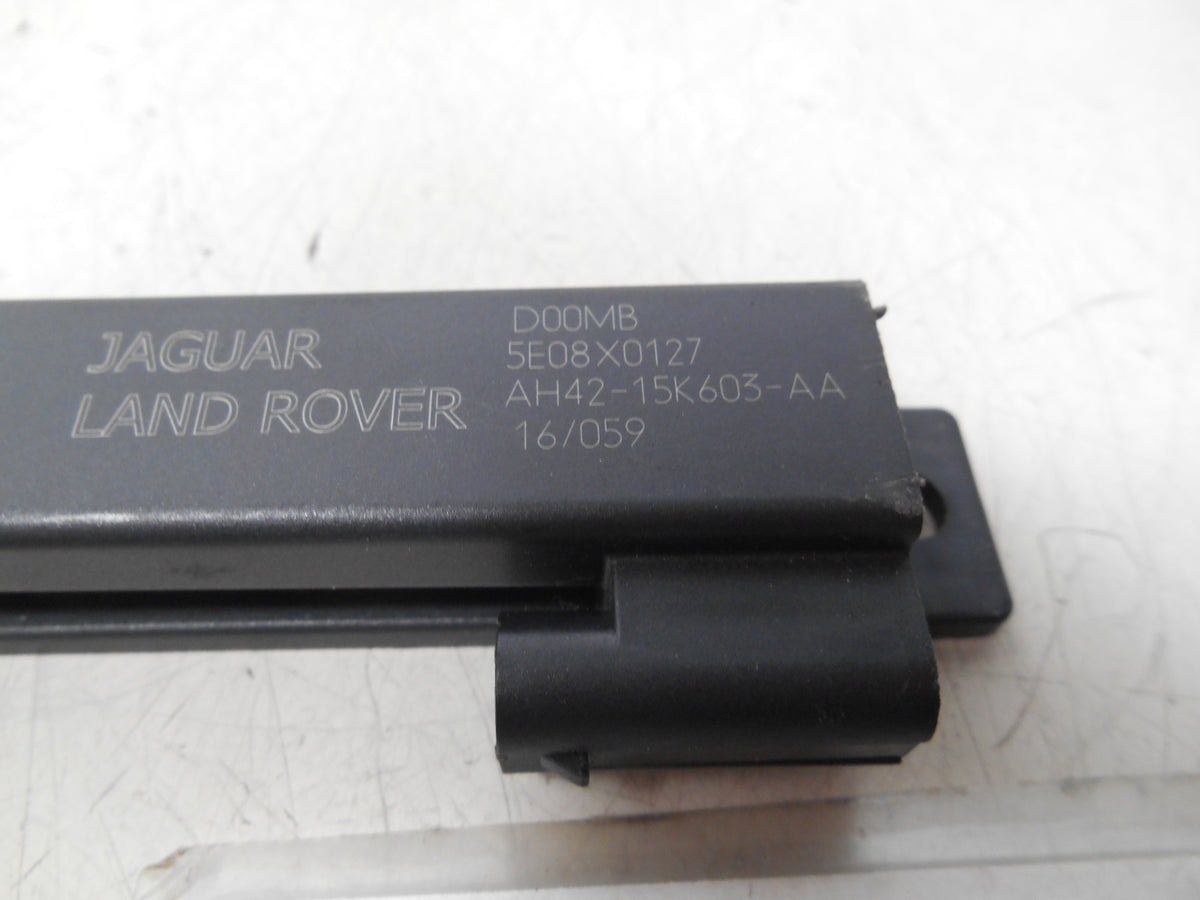 JAGUAR
LAND ROVER
D00MB
5E08X0127
AH42-15K603-AA
16/059